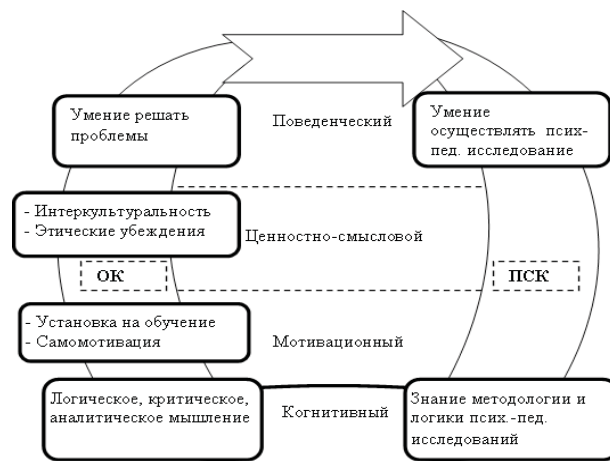 Умение решать
проблемы
Поведенческий
Умение
осуществлять псих-
пед. исследование
- Интеркультуральность
- Этические убеждения
Ценностно-смысловой
ОК
ПСК
- Установка на обучение
- Самомотивация
Мотивационный
Логическое, критическое,
аналитическое мышление
Когнитивный
Знание методологии и
логики псих.-пед.
исследований